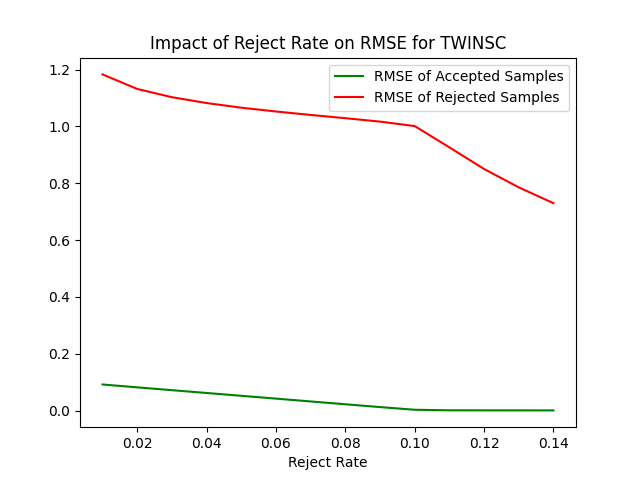 Impact of Reject Rate on RMSE for TWINSC
RMSE of Accepted Samples
RMSE of Rejected Samples
1.2
1.0
0.8
0.6
0.4
0.2
0.0
0.02 0.04 0.06 0.08 0.10 0.12 0.14
Reject Rate